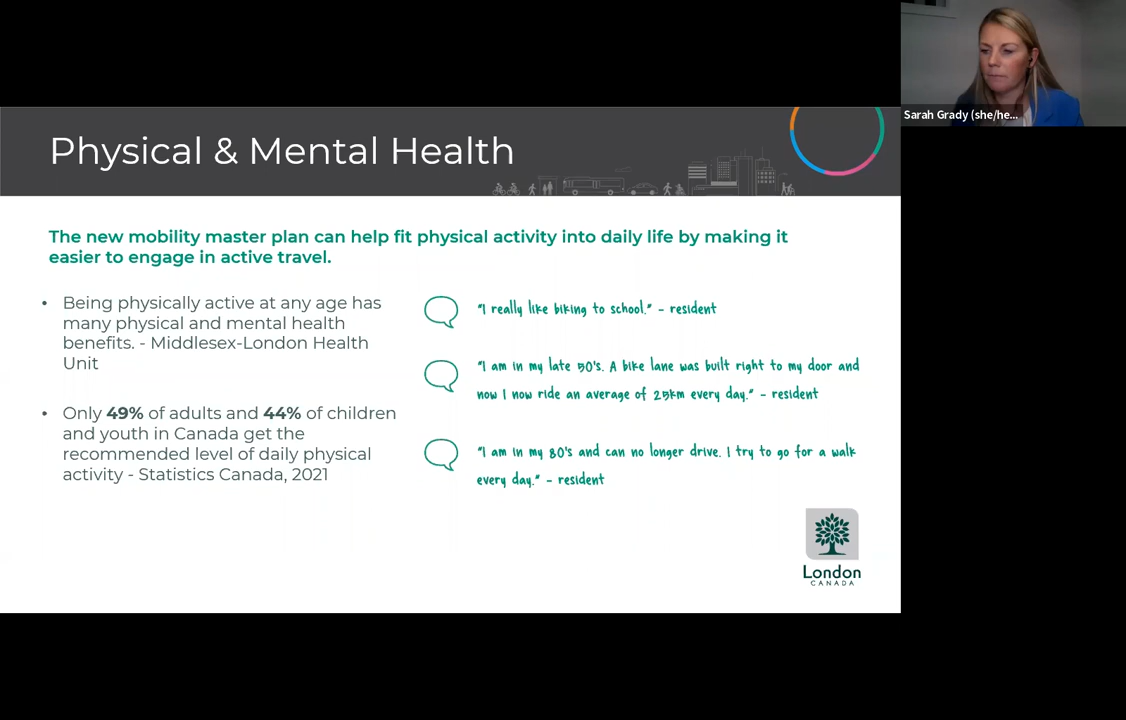 Sarah Grady (she/he...
Physical & Mental Health
The new mobility master plan can help fit physical activity into daily life by making it
easier to engage in active travel.
• Being physically active at any age has
many physical and mental health
benefits. - Middlesex-London Health
Unit
• Only 49% of adults and 44% of children
and youth in Canada get the
recommended level of daily physical
activity - Statistics Canada, 2021
"I really like biking to school." - resident
"I am in my late 50's. A bike lane was built right to my door and
now I now ride an average of 25km every day." - resident
"I am in my 80's and can no longer drive. I try to go for a walk
every day." - resident
London
CANADA